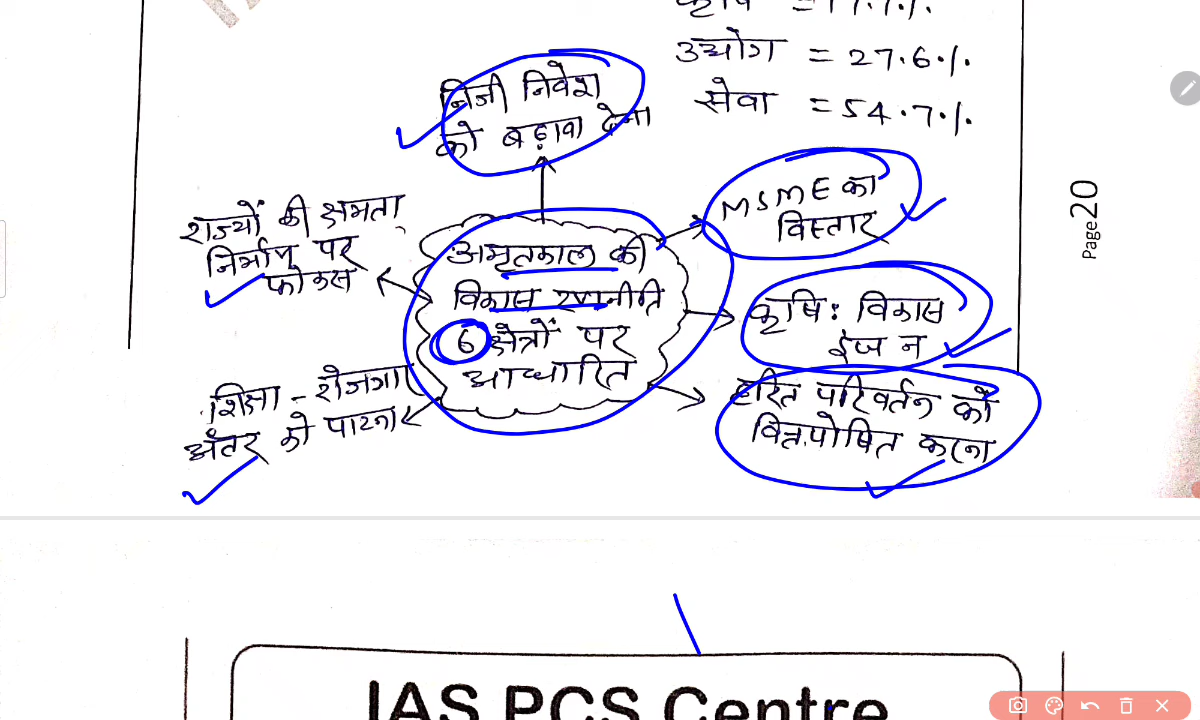 उद्योग = 27.6%
सेवा = 54.7%
निजी निवेश
को बढ़ावा देना
MSME का
विस्तार
राज्यों की क्षमता
निर्माण पर
फोकस
अमृतकाल की
विकास रणनीति
6 क्षेत्रों पर
आधारित
कृषि: विकास
इंजन
शिक्षा - रोजगार
अंतर को पाटना
हरित परिवर्तन को
वित्तपोषित करना
Page 20
IAS PCS Centre